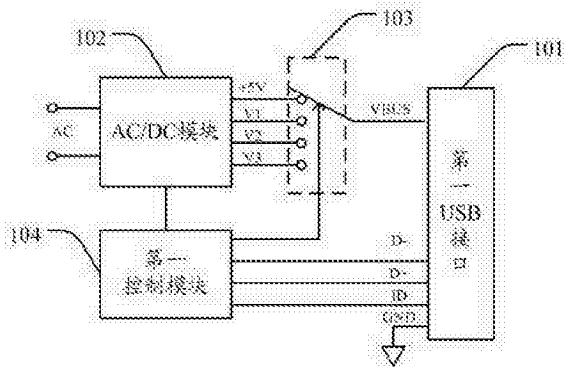 103
102
101
+5V
VBUS
AC
AC/DC模块
V1
V2
V3
第一
USB
接口
104
第一
控制模块
D-
D+
ID
GND